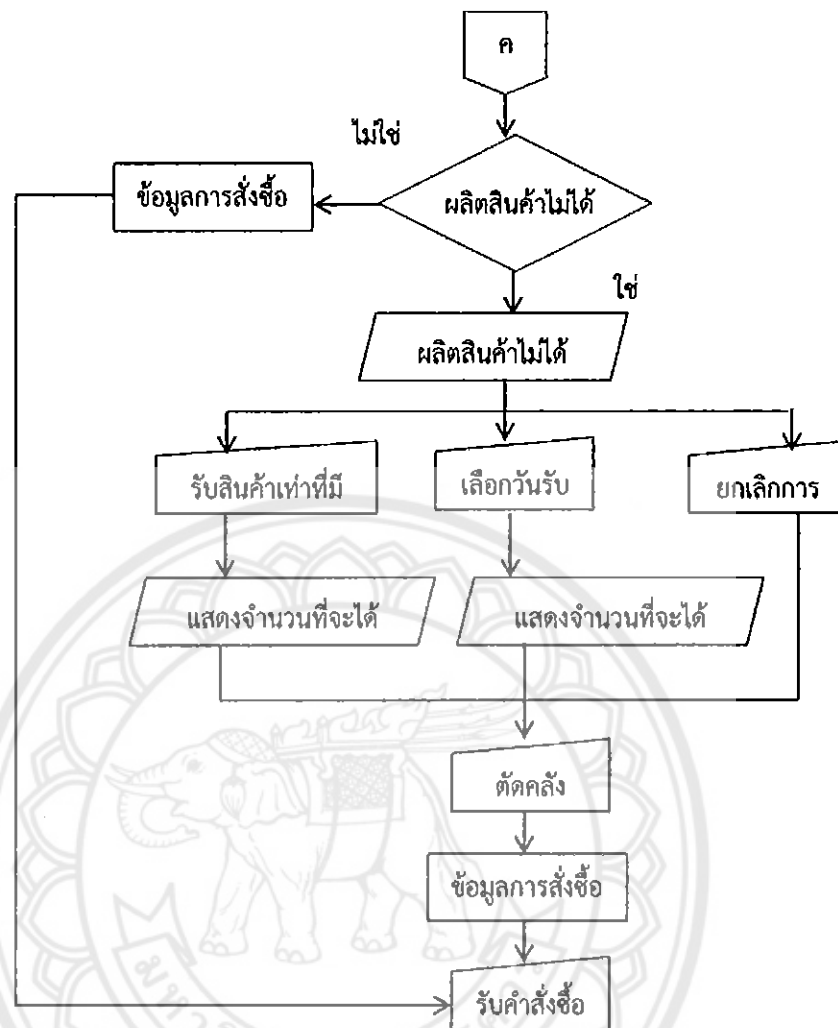 ค
ไม่ใช่
ข้อมูลการสั่งซื้อ
ผลิตสินค้าไม่ได้
ใช่
ผลิตสินค้าไม่ได้
รับสินค้าเท่าที่มี
เลือกวันรับ
ยกเลิกการ
แสดงจำนวนที่จะได้
แสดงจำนวนที่จะได้
ตัดคลัง
ข้อมูลการสั่งซื้อ
รับคำสั่งซื้อ